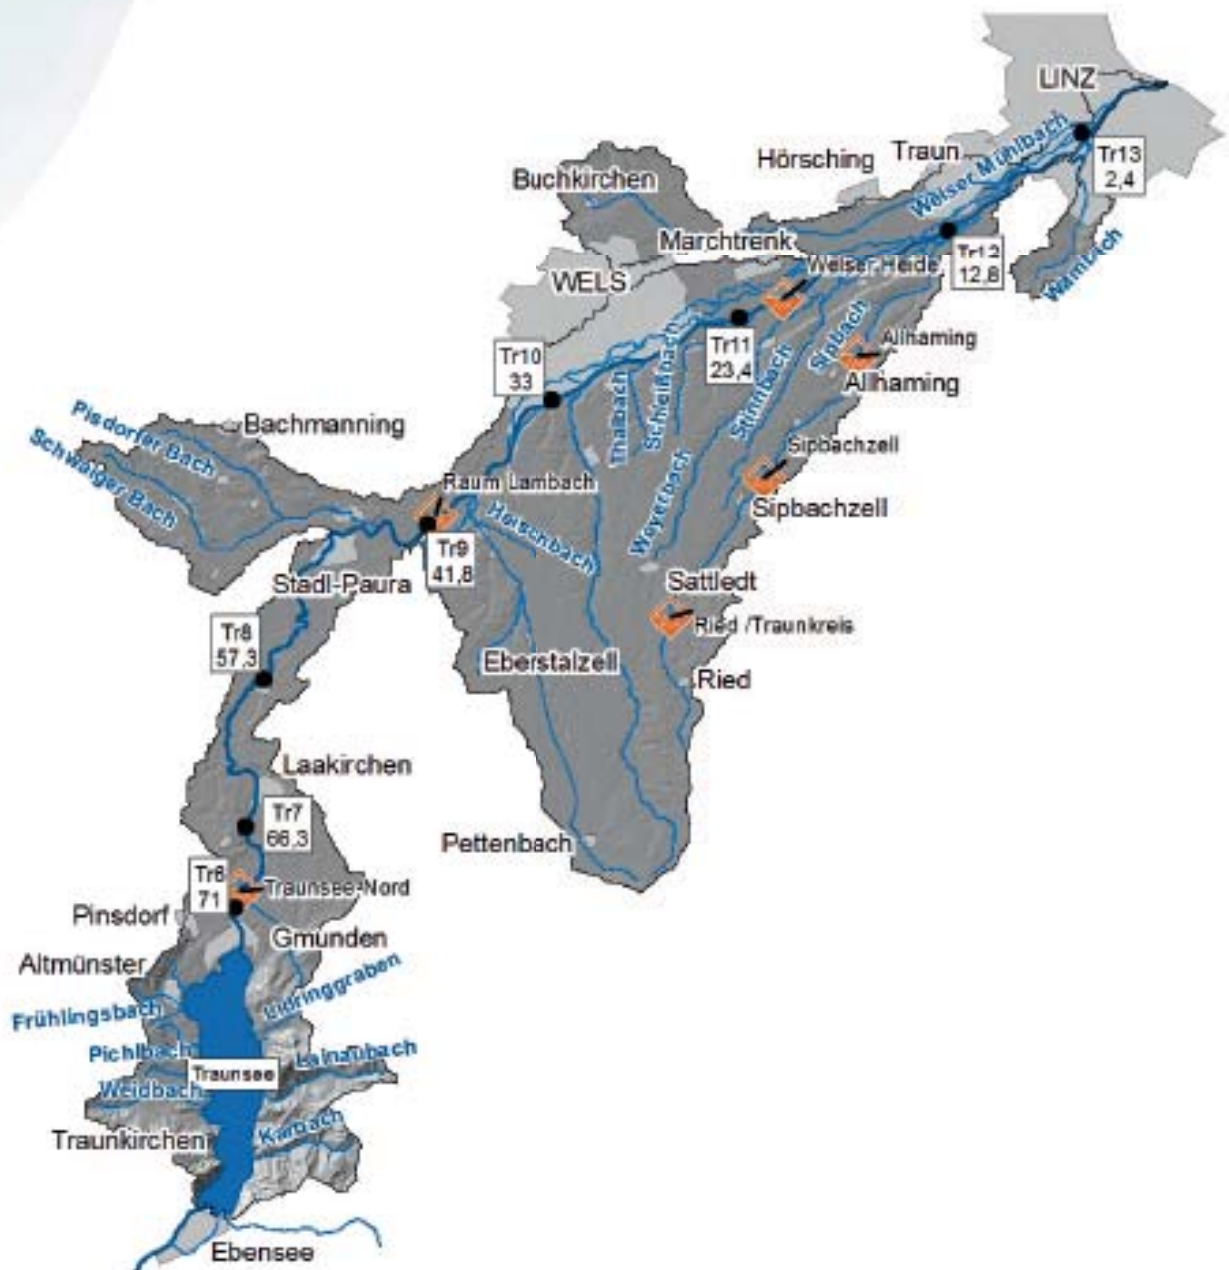 LINZ
Welser Mühlbach
Traun
Hörsching
Tr13
2,4
Buchkirchen
Marchtrenk
Welser Heide
Tr12
12,8
Wambach
WELS
Sipbach
Allhaming
Allhaming
Tr11
23,4
Tr10
33
Thalbach
Schleißbach
Pisdorfer Bach
Bachmanning
Schwaiger Bach
Sipbachzell
Sipbachzell
Raum Lambach
Weyerbach
Tr9
41,8
Stadl-Paura
Sattledt
Ried /Traunkreis
Tr8
57,3
Eberstalzell
Ried
Laakirchen
Tr7
66,3
Pettenbach
Tr6
71
Traunsee-Nord
Pinsdorf
Gmunden
Altmünster
Lidringgraben
Frühlingsbach
Pichlbach
Lainaubach
Traunsee
Weidbach
Karbach
Traunkirchen
Ebensee